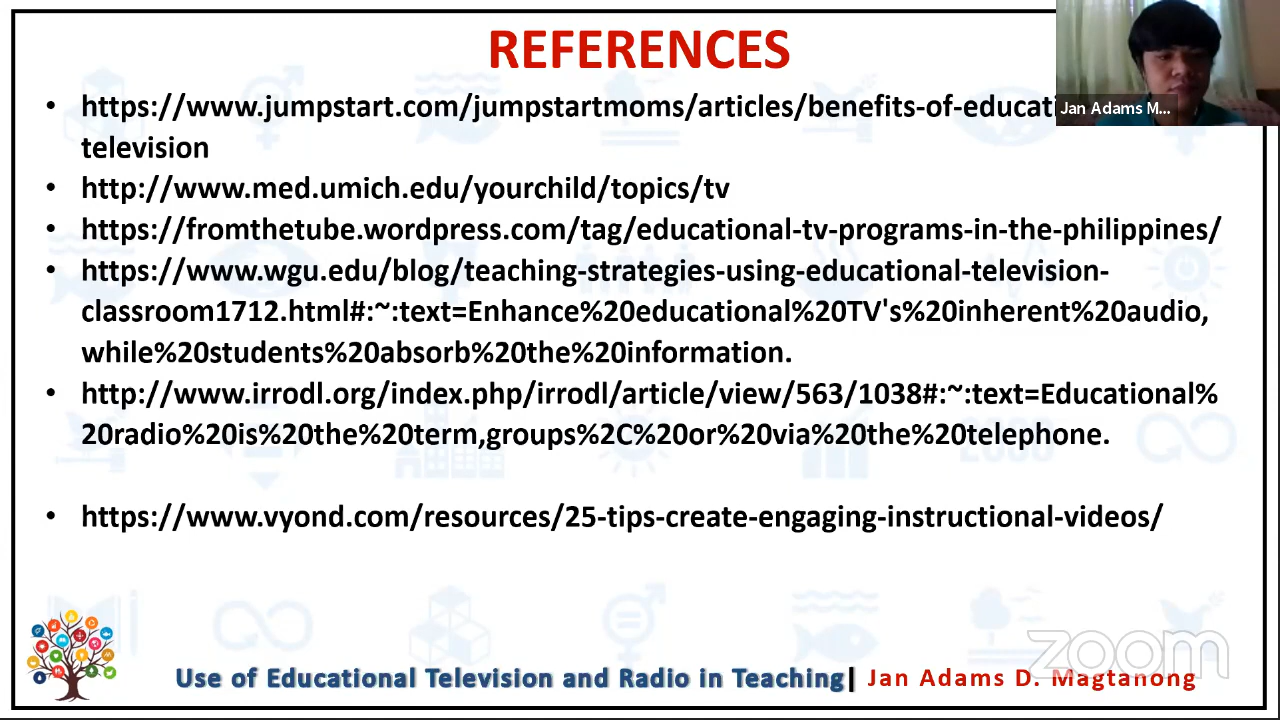 REFERENCES
• https://www.jumpstart.com/jumpstartmoms/articles/benefits-of-educati
television
• http://www.med.umich.edu/yourchild/topics/tv
• https://fromthetube.wordpress.com/tag/educational-tv-programs-in-the-philippines/
• https://www.wgu.edu/blog/teaching-strategies-using-educational-television-
classroom1712.html#:~:text=Enhance%20educational%20TV's%20inherent%20audio,
while%20students%20absorb%20the%20information.
• http://www.irrodl.org/index.php/irrodl/article/view/563/1038#:~:text=Educational%
20radio%20is%20the%20term,groups%2C%20or%20via%20the%20telephone.
• https://www.vyond.com/resources/25-tips-create-engaging-instructional-videos/
Jan Adams M...
zoom
Use of Educational Television and Radio in Teaching| Jan Adams D. Magtanong